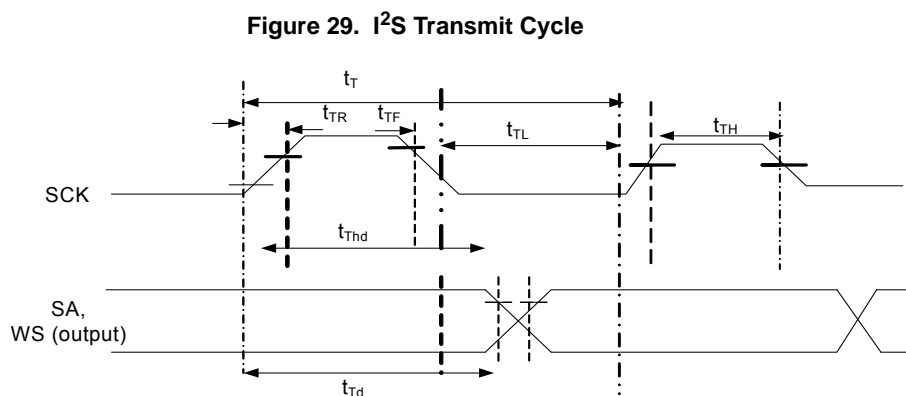 Figure 29. I²S Transmit Cycle
tT
tTR
tTF
tTL
tTH
SCK
tThd
SA,
WS (output)
tTd